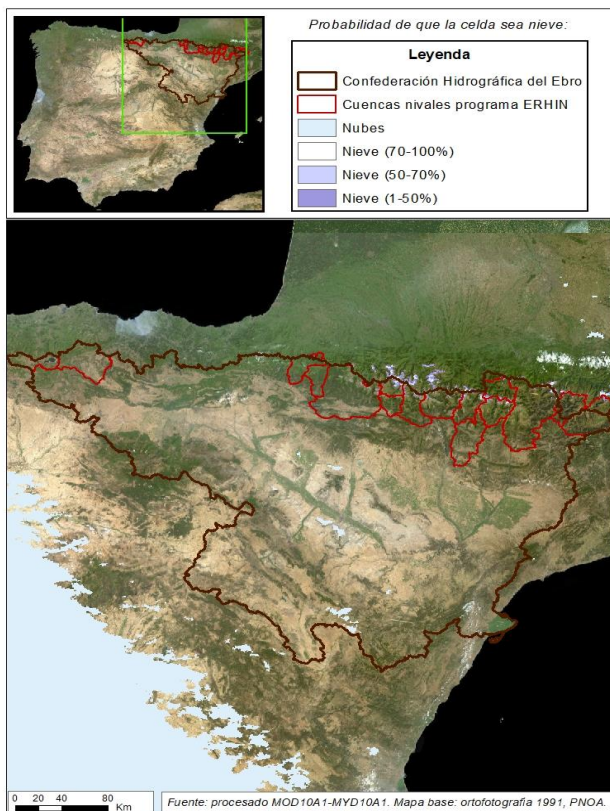 Probabilidad de que la celda sea nieve:
Leyenda
Confederación Hidrográfica del Ebro
Cuencas nivales programa ERHIN
Nubes
Nieve (70-100%)
Nieve (50-70%)
Nieve (1-50%)
0 20 40 80
Km
Fuente: procesado MOD10A1-MYD10A1. Mapa base: ortofotografia 1991, PNOA.